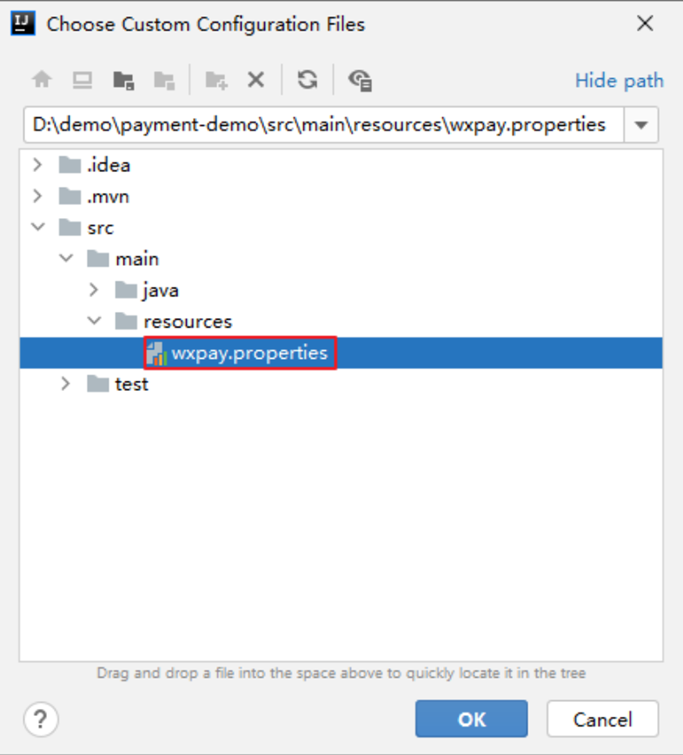 IJ Choose Custom Configuration Files
Hide path
D:\demo\payment-demo\src\main\resources\wxpay.properties
.idea
.mvn
src
main
java
resources
wxpay.properties
test
Drag and drop a file into the space above to quickly locate it in the tree
? OK Cancel